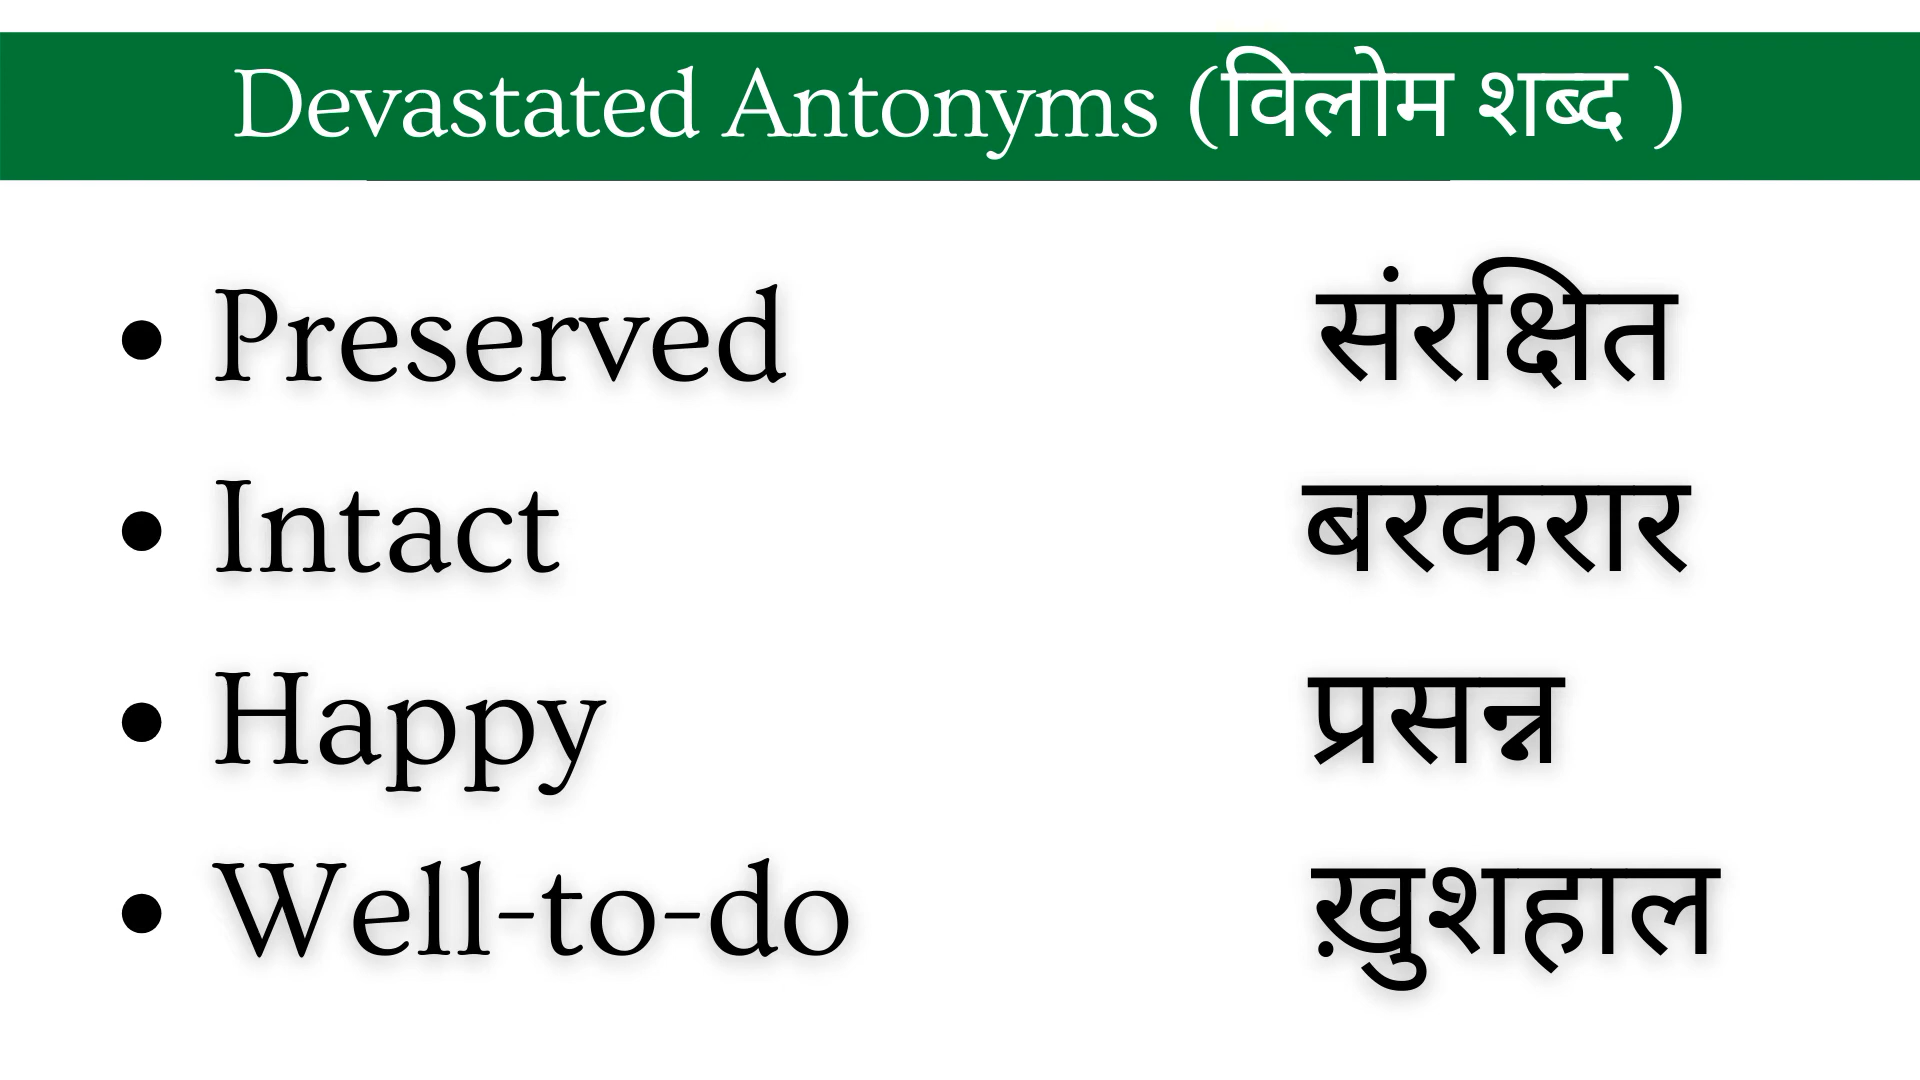 Devastated Antonyms (विलोम शब्द )
• Preserved संरक्षित
• Intact बरकरार
• Happy प्रसन्न
• Well-to-do ख़ुशहाल